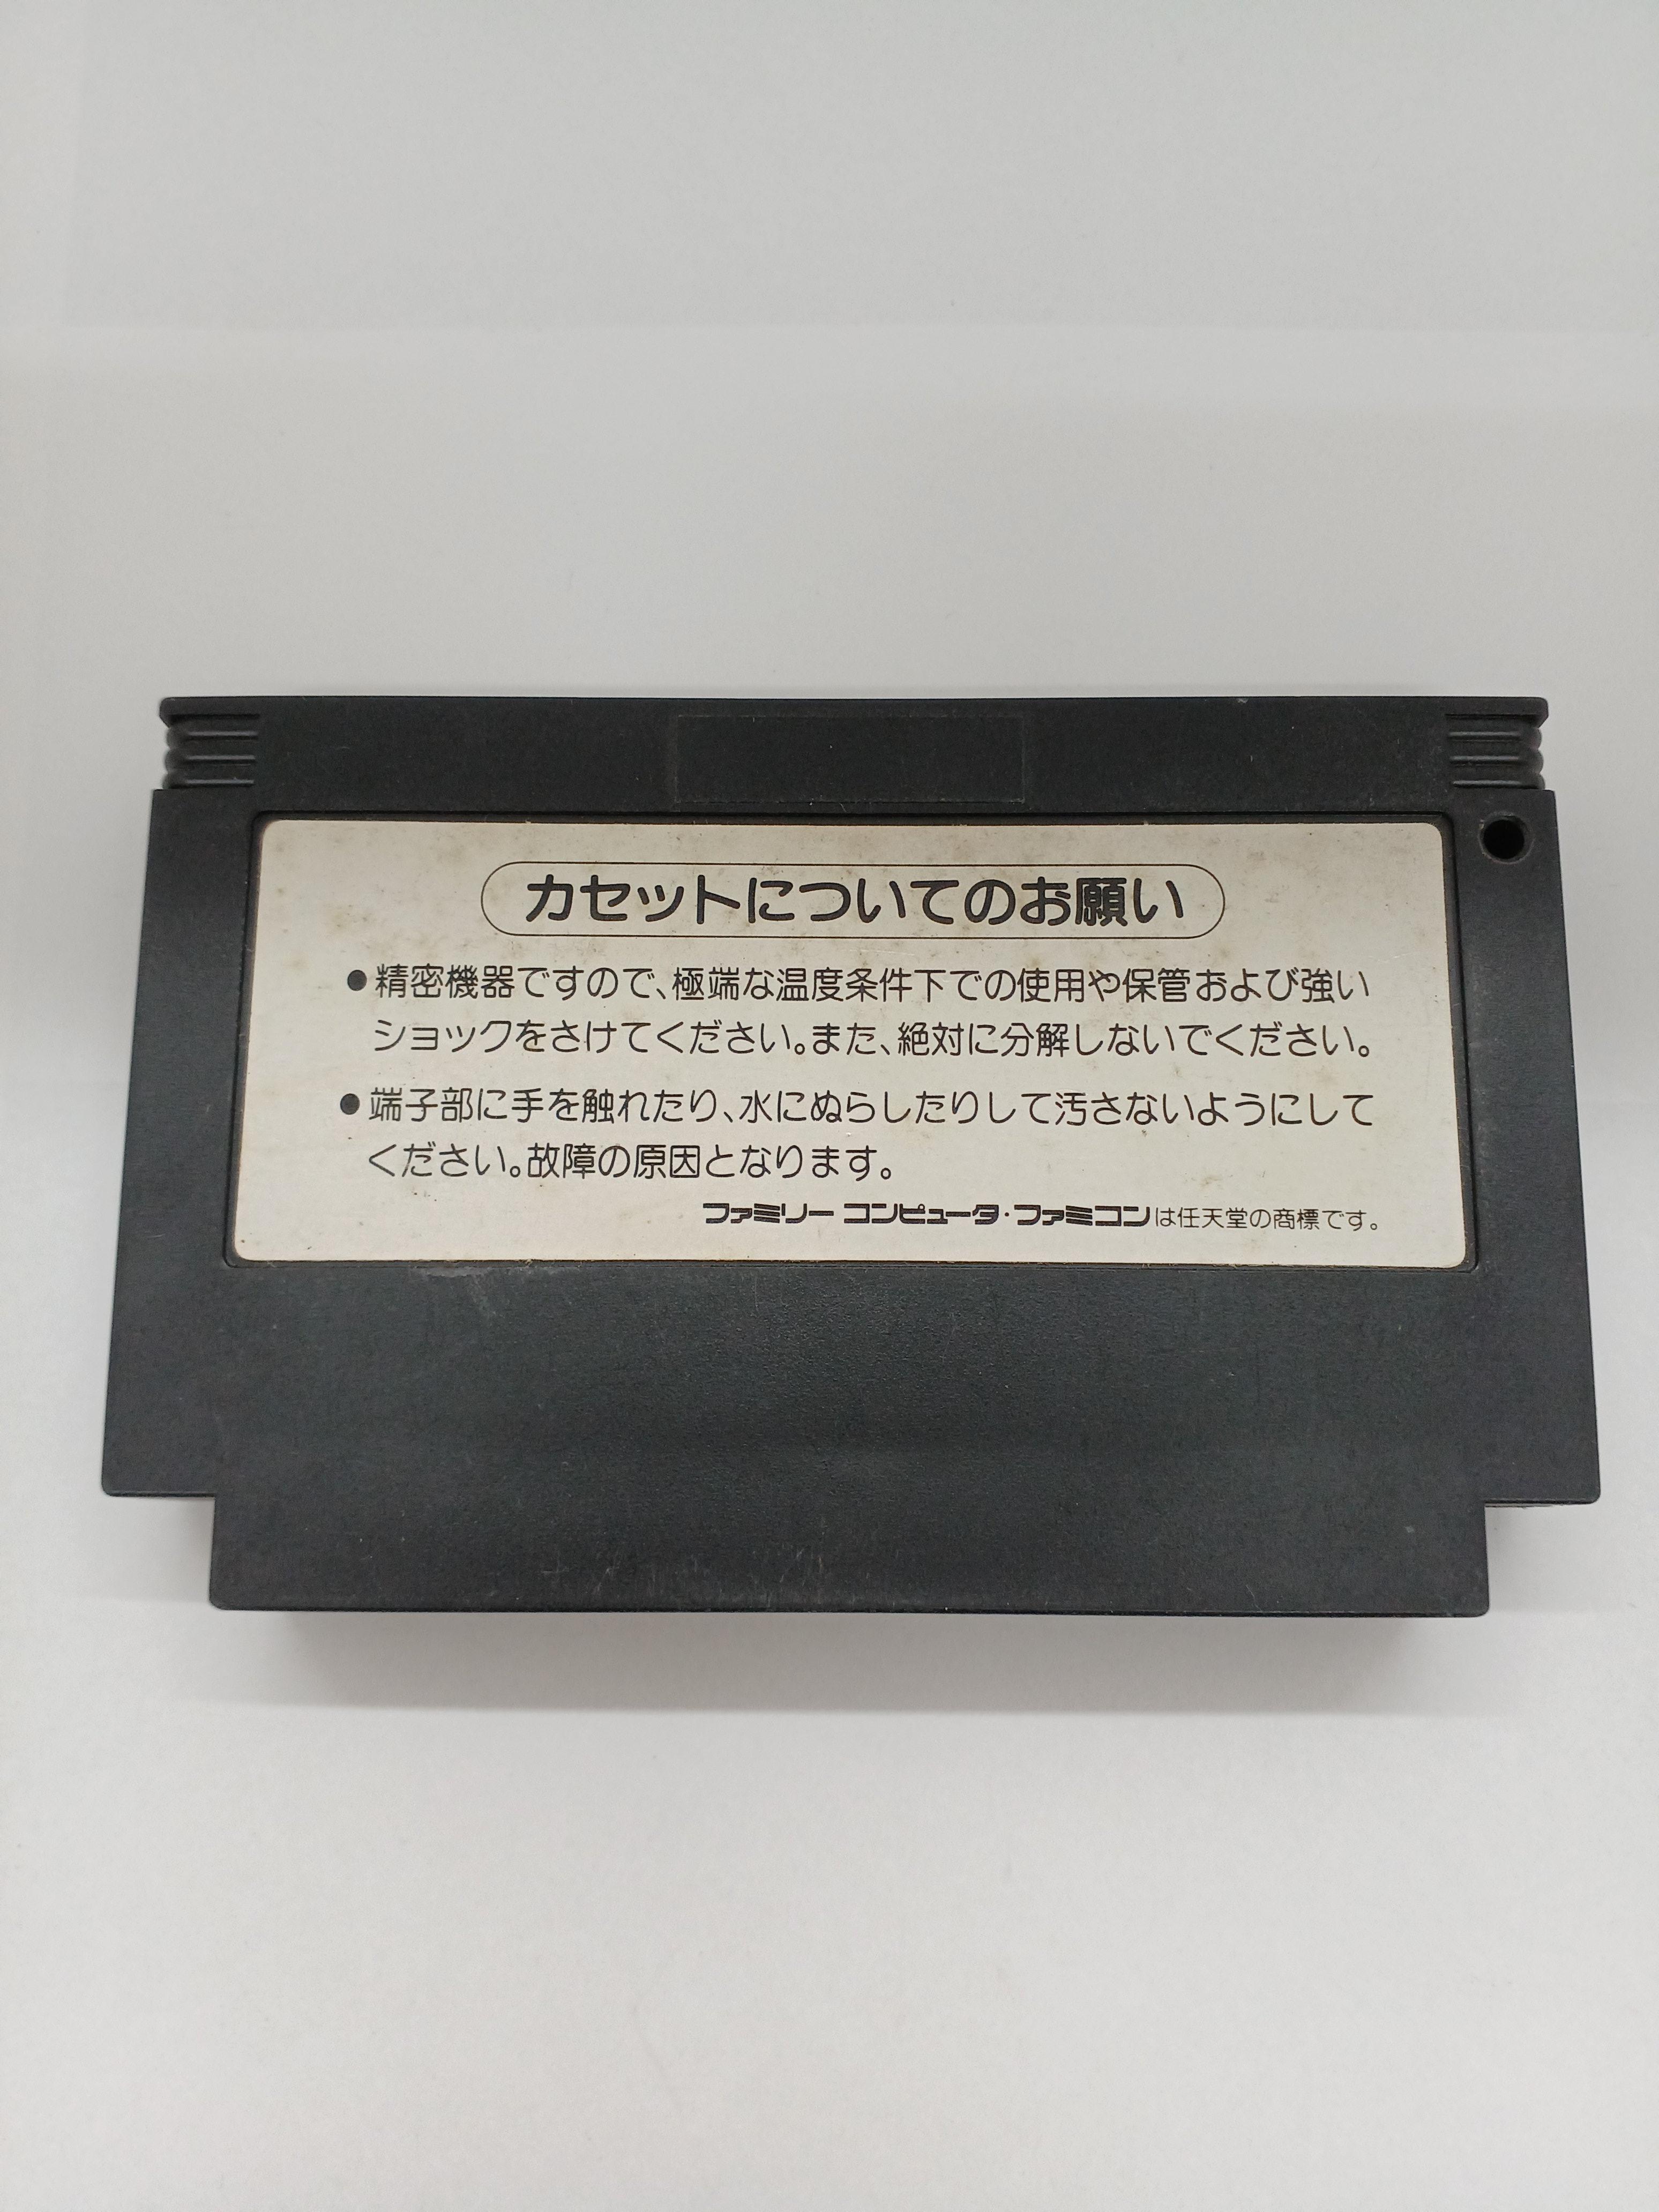 カセットについてのお願い
●精密機器ですので、極端な温度条件下での使用や保管および強い
ショックをさけてください。また、絶対に分解しないでください。
●端子部に手を触れたり、水にぬらしたりして汚さないようにして
ください。故障の原因となります。
ファミリー コンピュータ・ファミコンは任天堂の商標です。